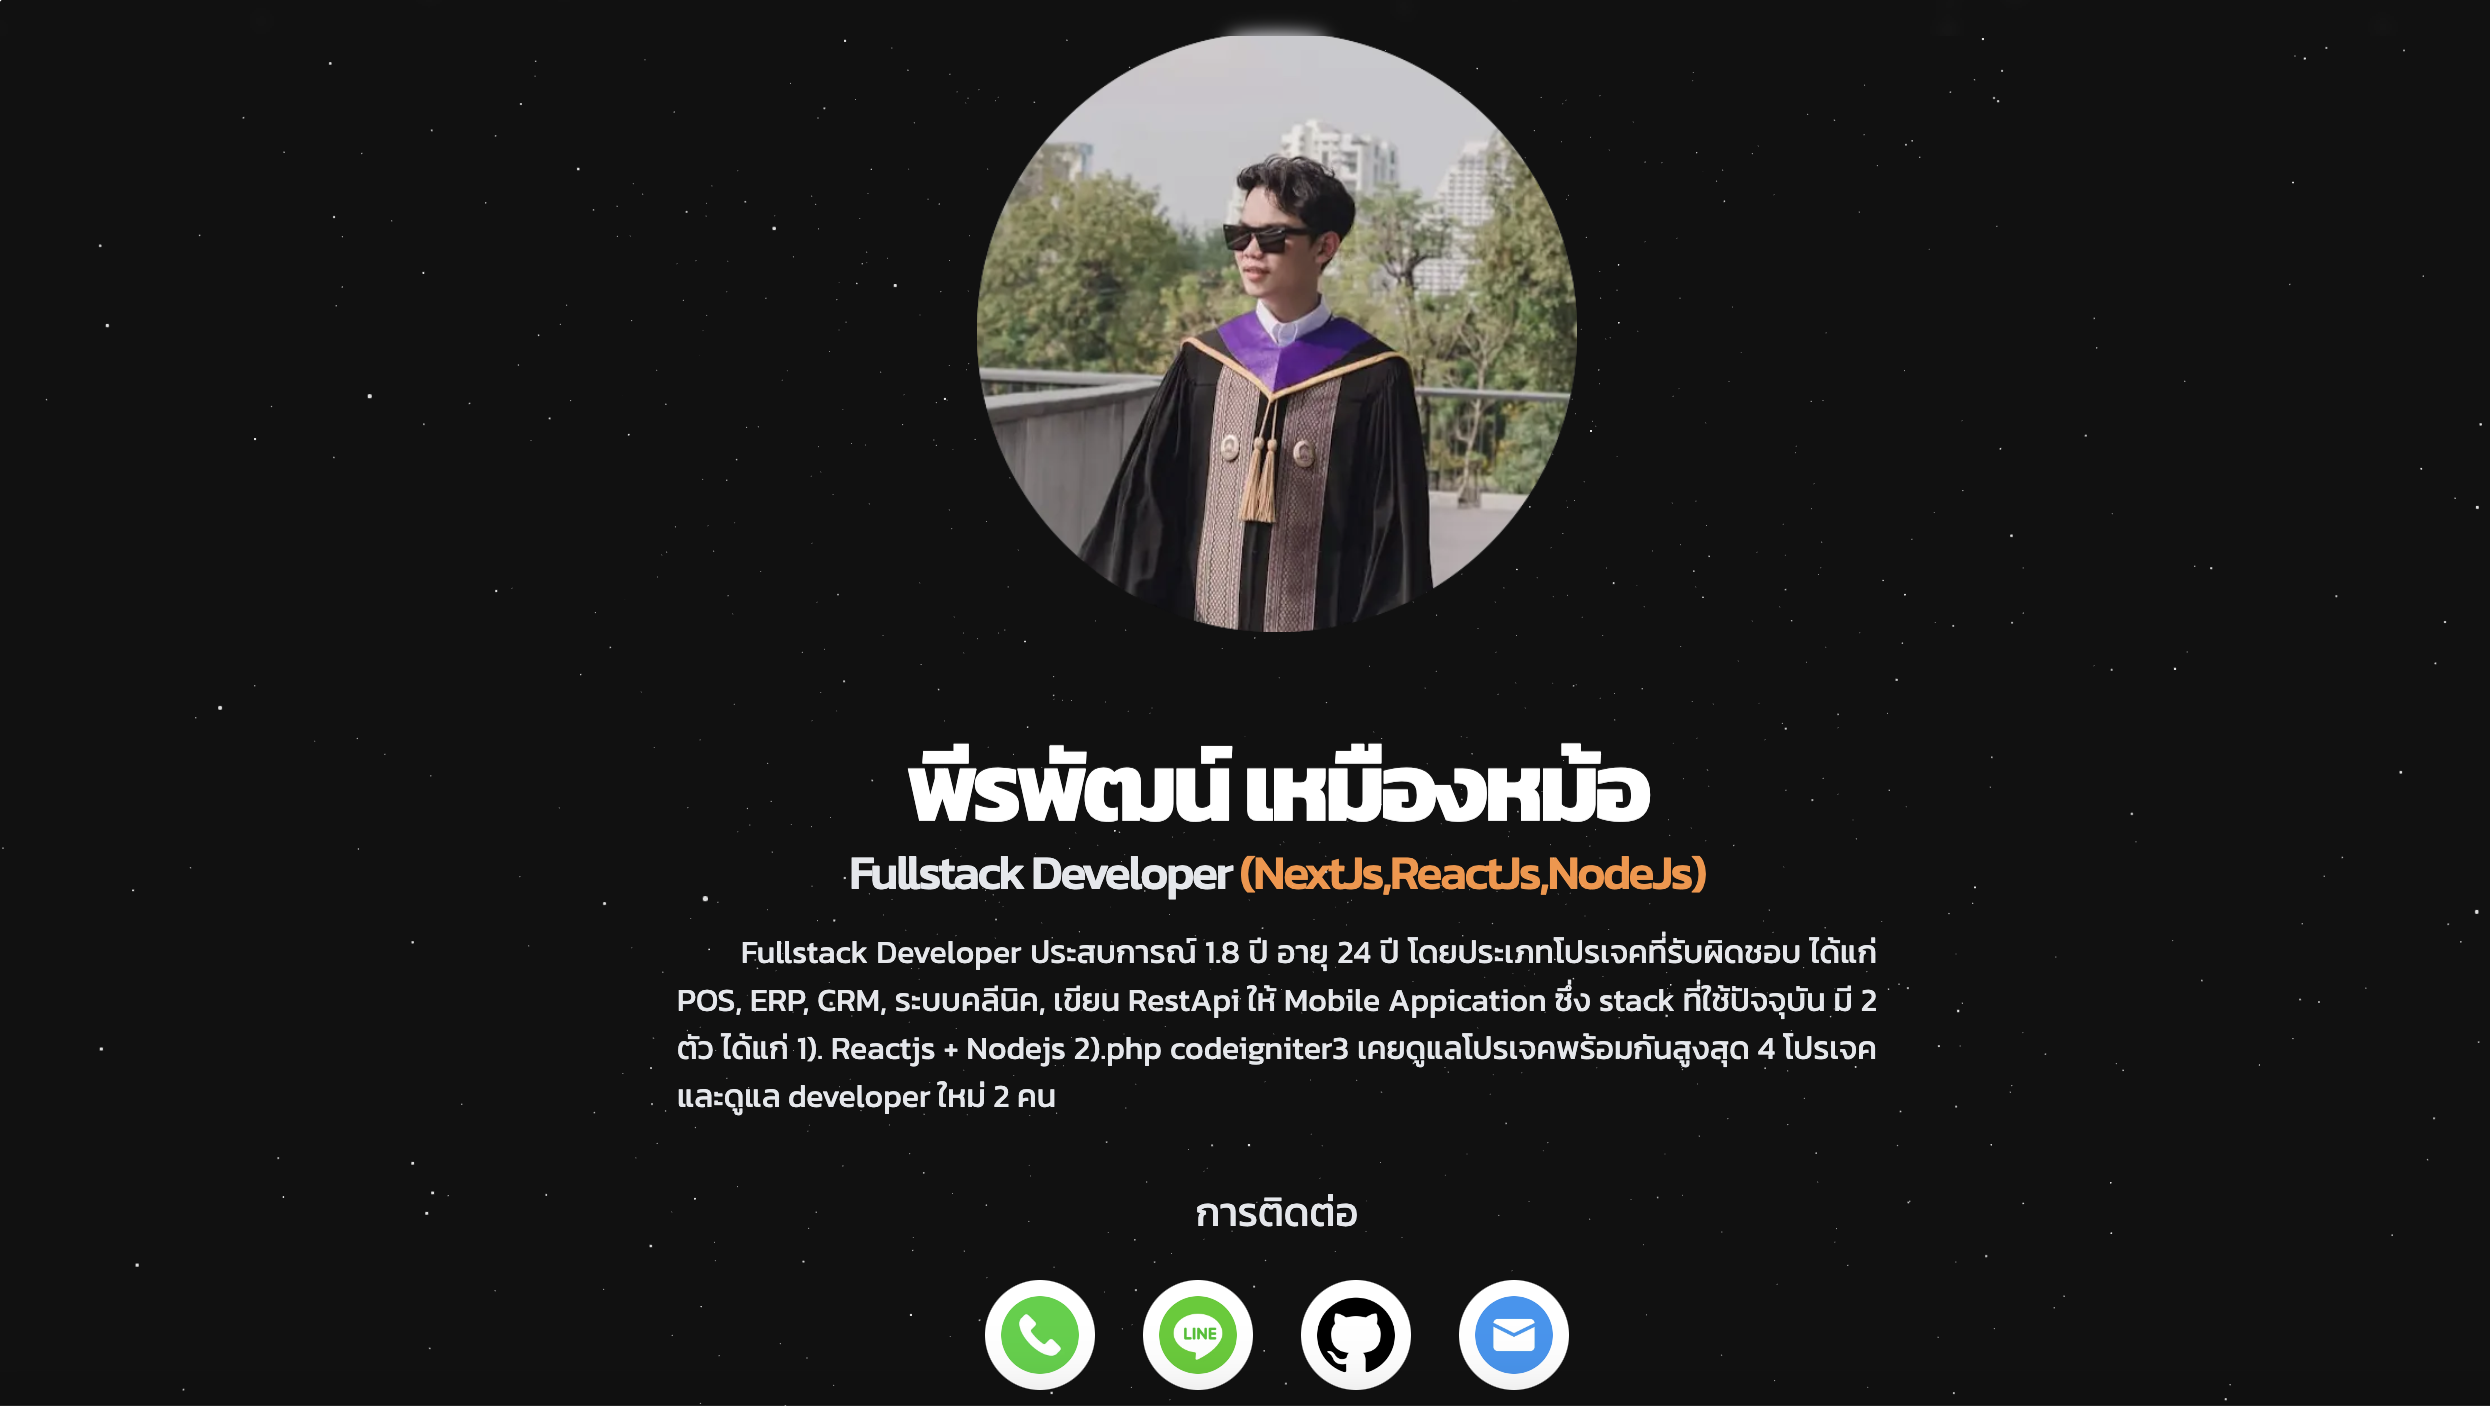 พีรพัฒน์ เหมืองหม้อ
Fullstack Developer (NextJs,ReactJs,NodeJs)
Fullstack Developer ประสบการณ์ 1.8 ปี อายุ 24 ปี โดยประเภทโปรเจคที่รับผิดชอบ ได้แก่
POS, ERP, CRM, ระบบคลีนิค, เขียน RestApi ให้ Mobile Appication ซึ่ง stack ที่ใช้ปัจจุบัน มี 2
ตัว ได้แก่ 1). Reactjs + Nodejs 2).php codeigniter3 เคยดูแลโปรเจคพร้อมกันสูงสุด 4 โปรเจค
และดูแล developer ใหม่ 2 คน
การติดต่อ
LINE